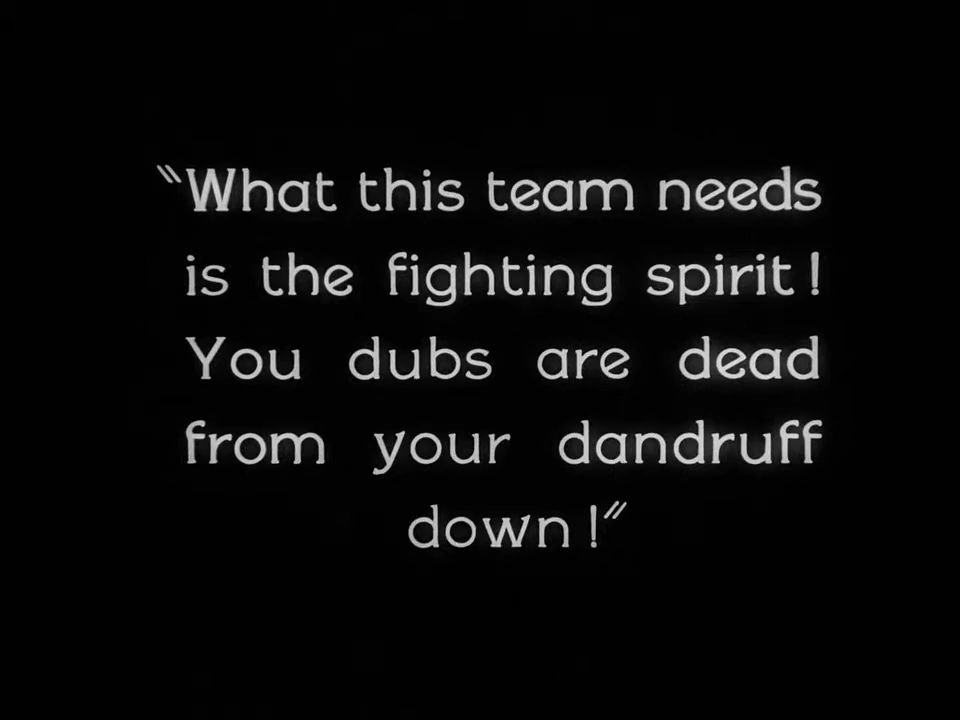 "What this team needs
is the fighting spirit!
You dubs are dead
from your dandruff
down!"